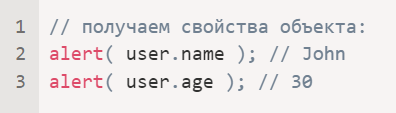 1 // получаем свойства объекта:
2 alert( user.name ); // John
3 alert( user.age ); // 30